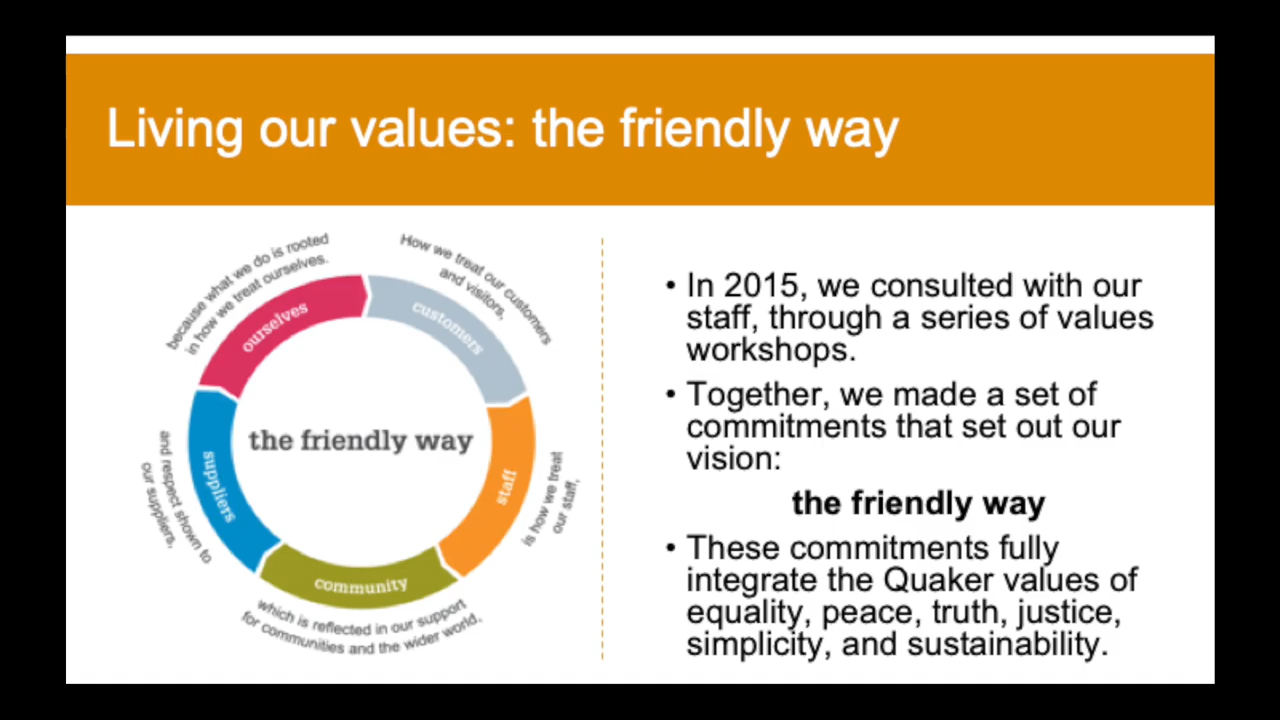 Living our values: the friendly way
How we treat our customers
and visitors,
customers
is how we treat
our staff,
staff
which is reflected in our support
for communities and the wider world,
community
and respect shown to
our suppliers,
suppliers
because what we do is rooted
in how we treat ourselves.
ourselves
the friendly way
• In 2015, we consulted with our
staff, through a series of values
workshops.
• Together, we made a set of
commitments that set out our
vision:
the friendly way
• These commitments fully
integrate the Quaker values of
equality, peace, truth, justice,
simplicity, and sustainability.